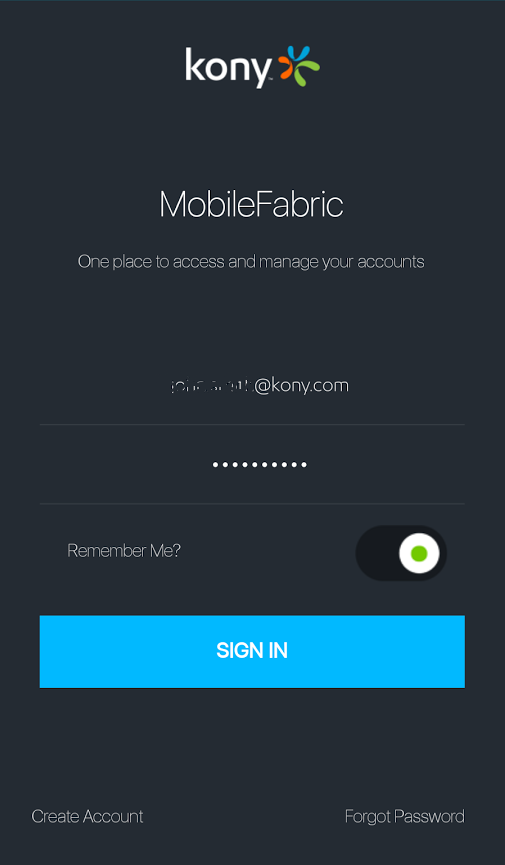 kony
MobileFabric
One place to access and manage your accounts
@kony.com
Remember Me?
SIGN IN
Create Account
Forgot Password